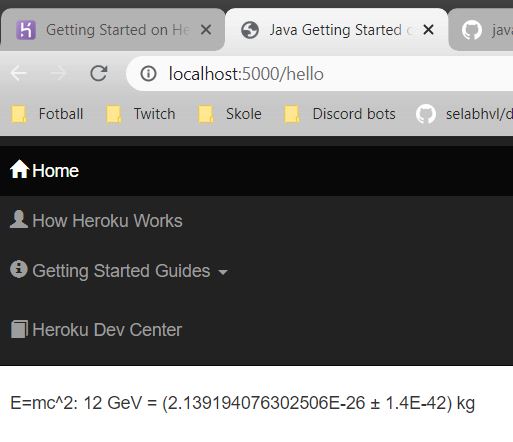 Getting Started on He
Java Getting Started o
java
localhost:5000/hello
Fotball
Twitch
Skole
Discord bots
selabhvl/d
Home
How Heroku Works
Getting Started Guides
Heroku Dev Center
E=mc^2: 12 GeV = (2.139194076302506E-26 ± 1.4E-42) kg